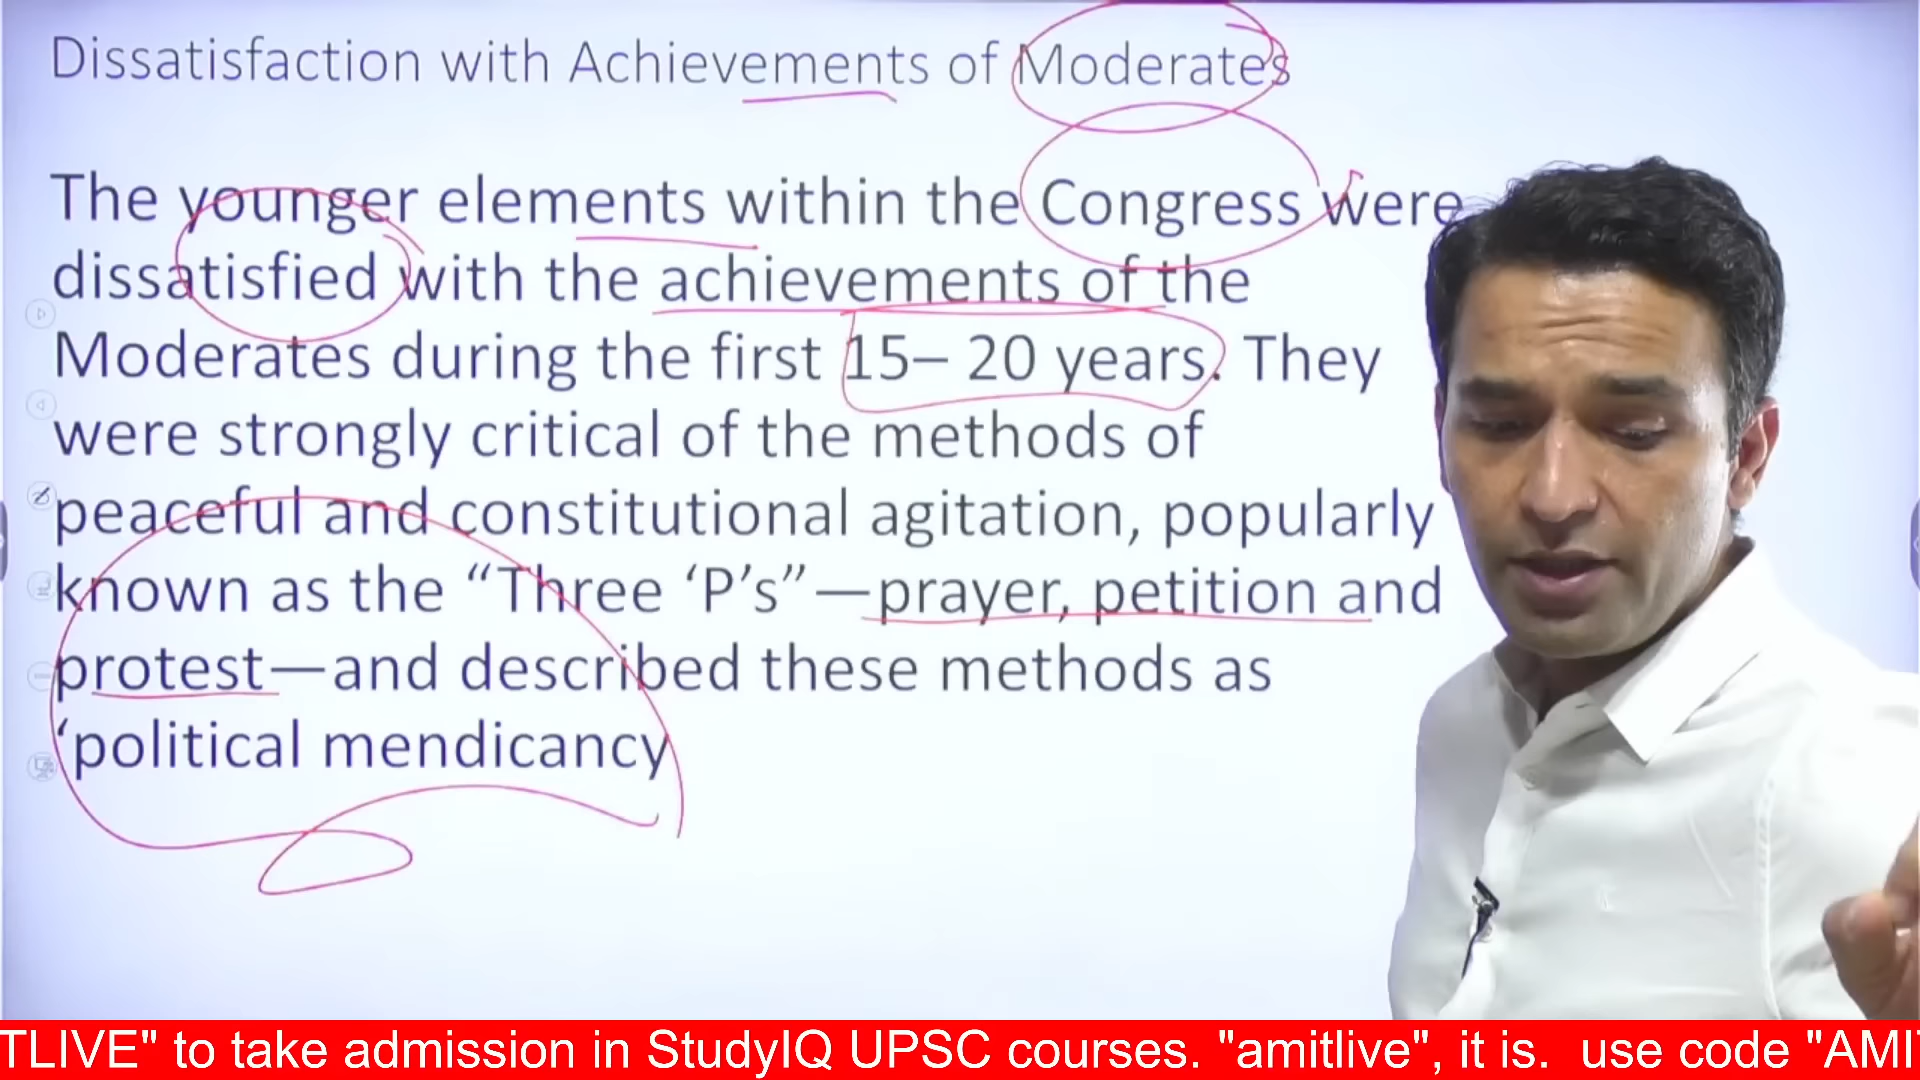 Dissatisfaction with Achievements of Moderates
The younger elements within the Congress were
dissatisfied with the achievements of the
Moderates during the first 15– 20 years. They
were strongly critical of the methods of
peaceful and constitutional agitation, popularly
known as the “Three ‘P’s”—prayer, petition and
protest—and described these methods as
‘political mendicancy
TLIVE" to take admission in StudyIQ UPSC courses. "amitlive", it is. use code "AMI